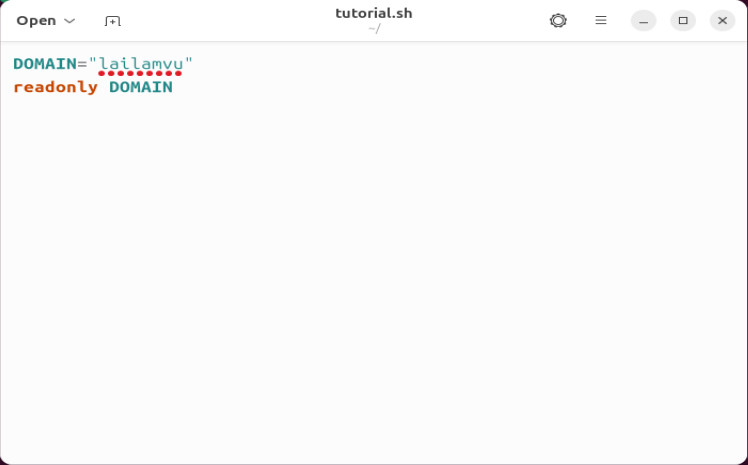 Open
tutorial.sh
~/
DOMAIN="lailamvu"
readonly DOMAIN